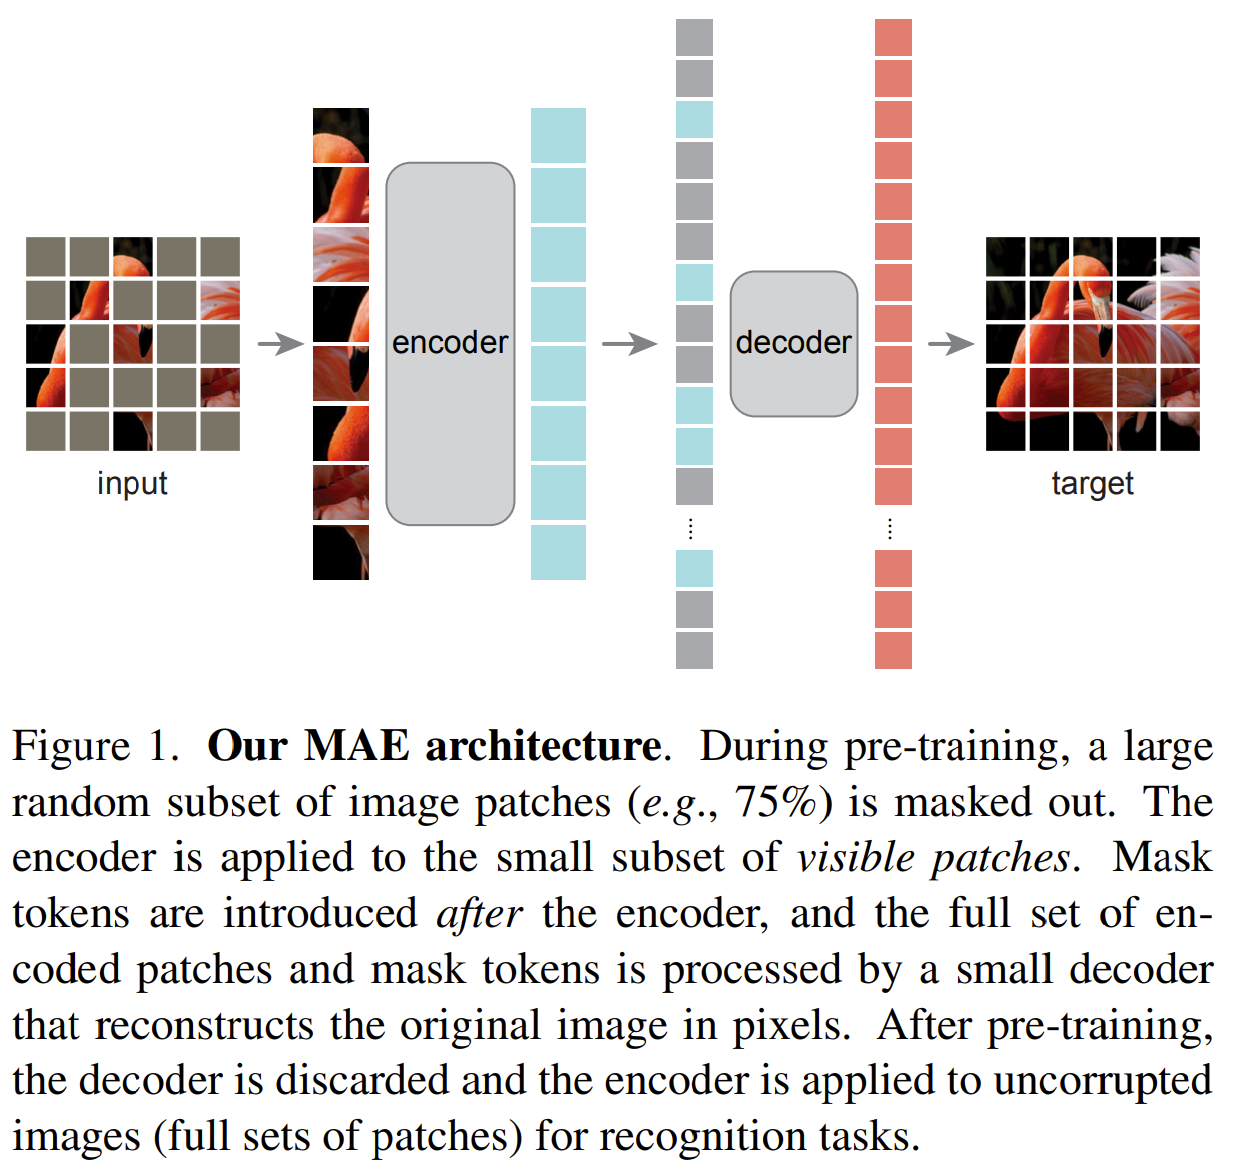 encoder
decoder
input
target
Figure 1. Our MAE architecture. During pre-training, a large
random subset of image patches (e.g., 75%) is masked out. The
encoder is applied to the small subset of visible patches. Mask
tokens are introduced after the encoder, and the full set of en-
coded patches and mask tokens is processed by a small decoder
that reconstructs the original image in pixels. After pre-training,
the decoder is discarded and the encoder is applied to uncorrupted
images (full sets of patches) for recognition tasks.